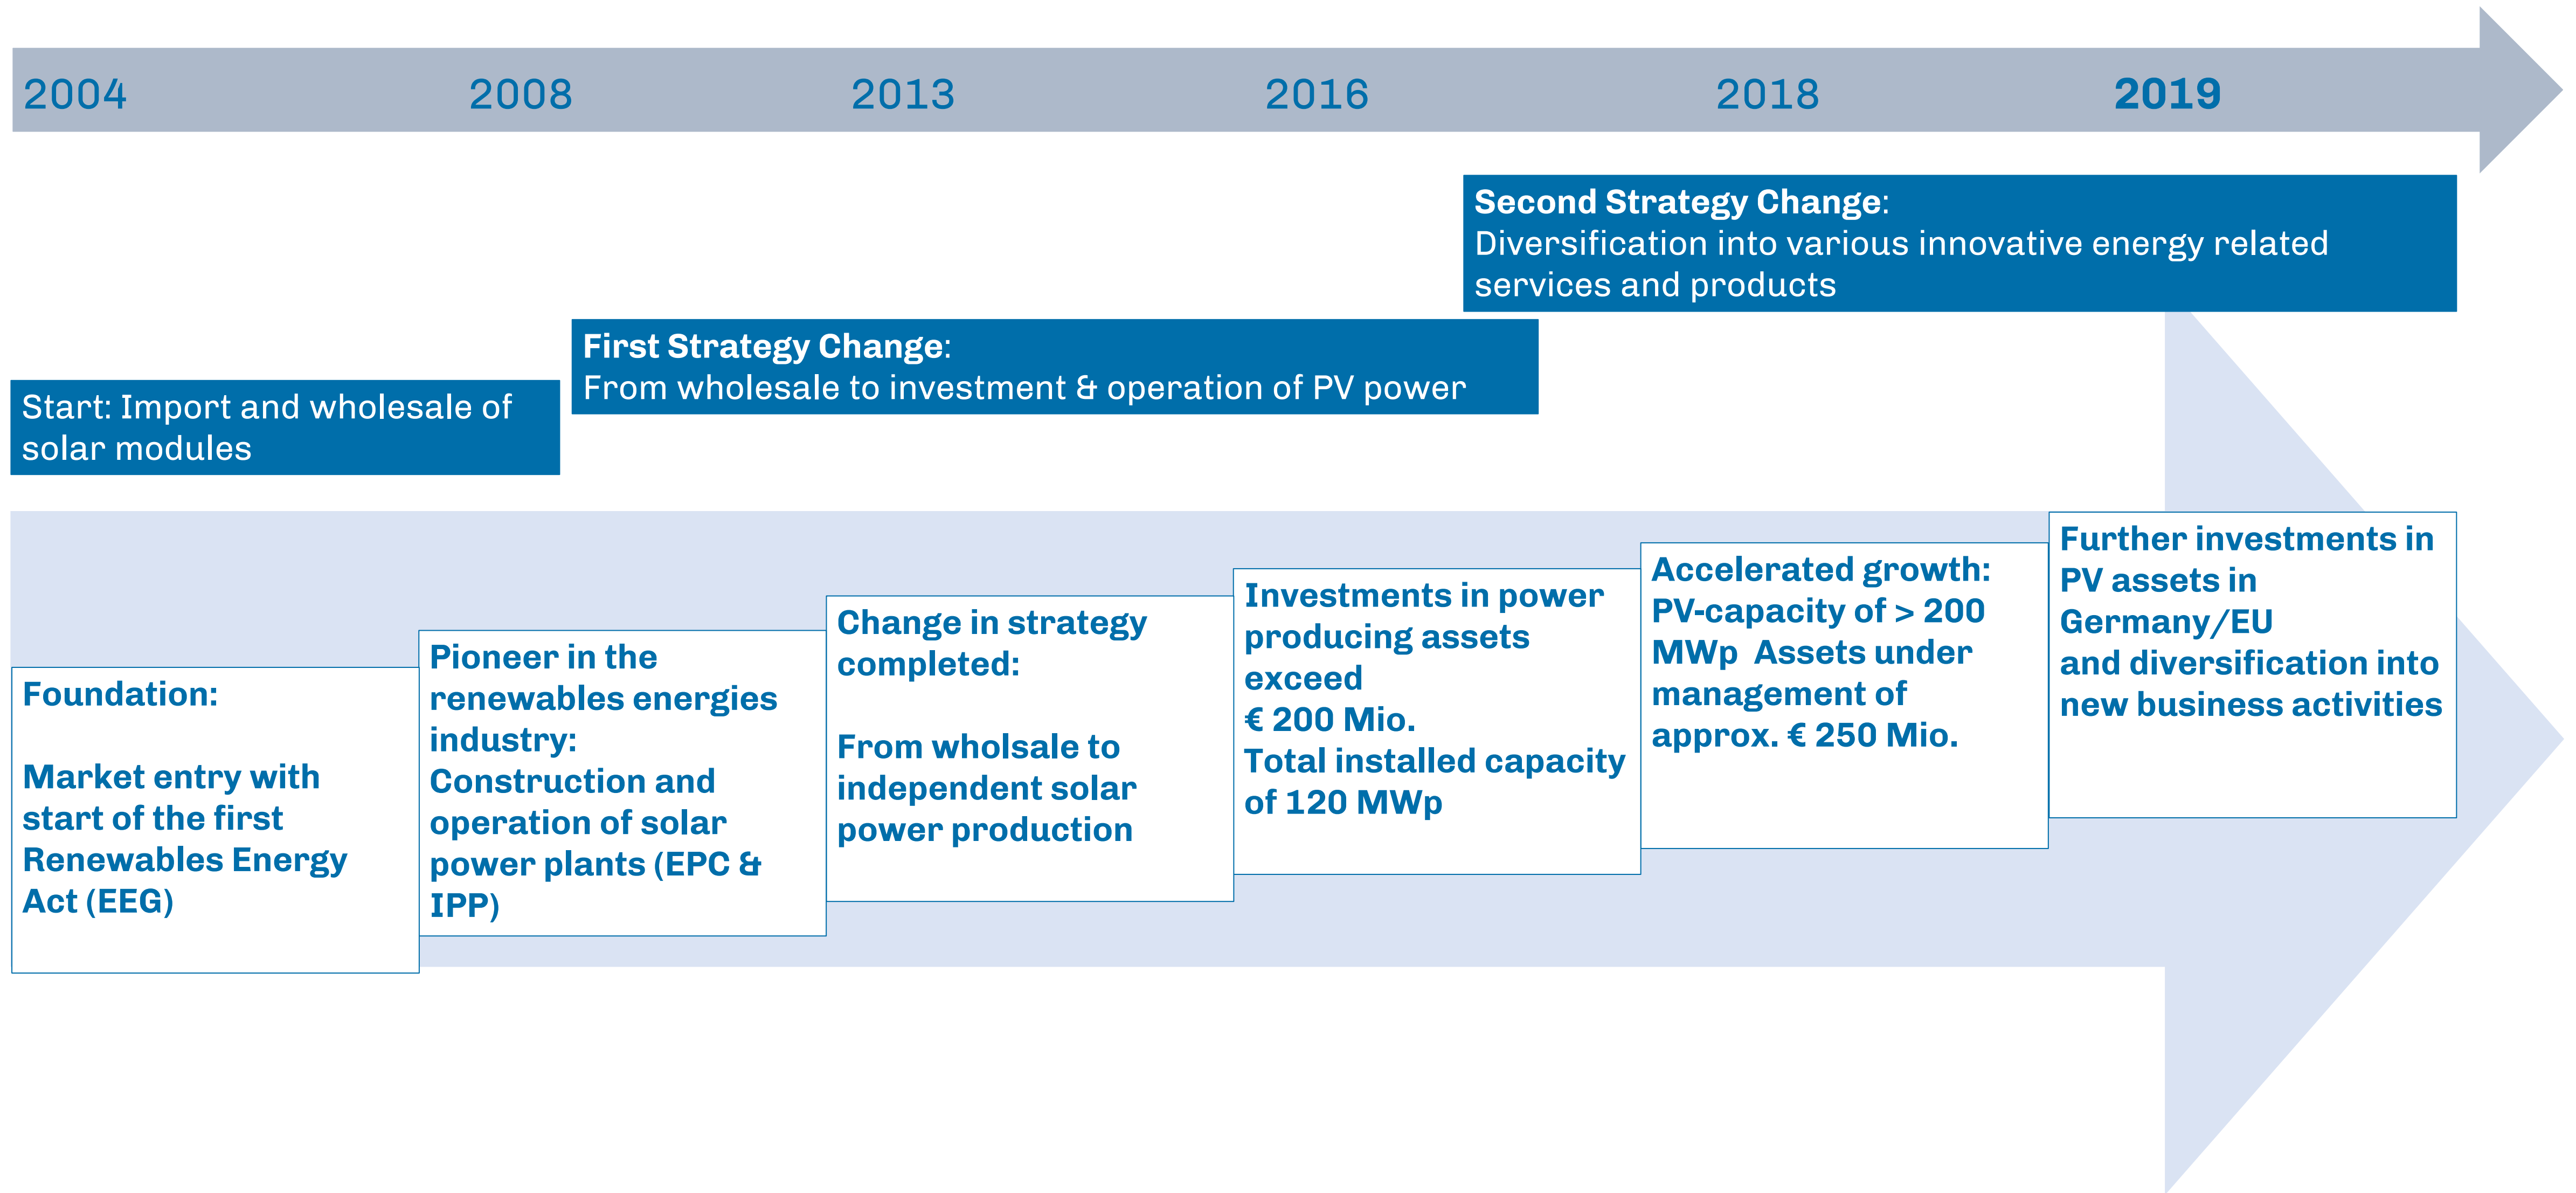 2004
2008
2013
2016
2018
2019
Second Strategy Change:
Diversification into various innovative energy related
services and products
First Strategy Change:
From wholesale to investment & operation of PV power
Start: Import and wholesale of
solar modules
Foundation:
Market entry with
start of the first
Renewables Energy
Act (EEG)
Pioneer in the
renewables energies
industry:
Construction and
operation of solar
power plants (EPC &
IPP)
Change in strategy
completed:
From wholsale to
independent solar
power production
Investments in power
producing assets
exceed
€ 200 Mio.
Total installed capacity
of 120 MWp
Accelerated growth:
PV-capacity of > 200
MWp  Assets under
management of
approx. € 250 Mio.
Further investments in
PV assets in
Germany/EU
and diversification into
new business activities